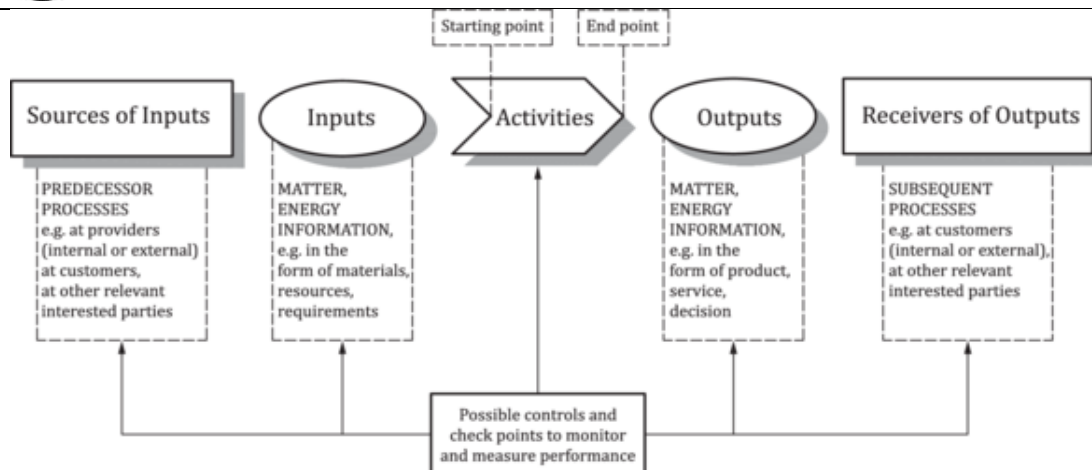 Starting point
End point
Sources of Inputs
Inputs
Activities
Outputs
Receivers of Outputs
PREDECESSOR
PROCESSES
e.g. at providers
(internal or external)
at customers,
at other relevant
interested parties
MATTER,
ENERGY
INFORMATION,
e.g. in the
form of materials,
resources,
requirements
MATTER,
ENERGY
INFORMATION,
e.g. in the
form of product,
service,
decision
SUBSEQUENT
PROCESSES
e.g. at customers
(internal or external),
at other relevant
interested parties
Possible controls and
check points to monitor
and measure performance